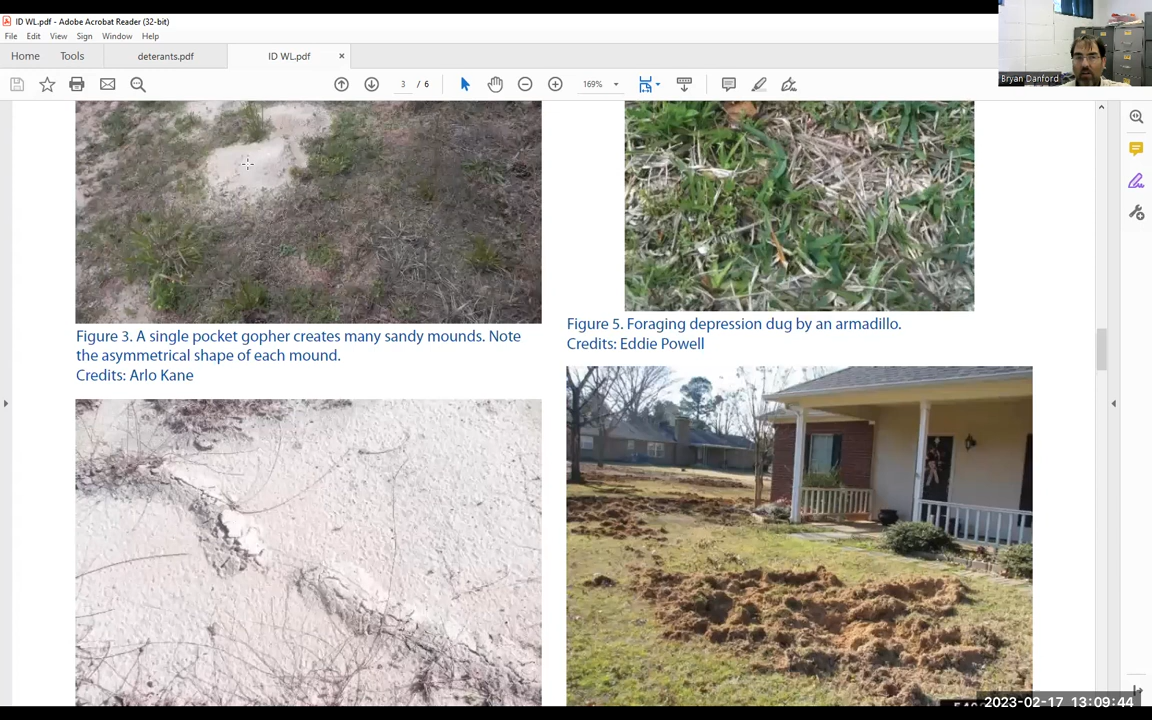 ID WL.pdf - Adobe Acrobat Reader (32-bit)
File Edit View Sign Window Help
Home Tools deterants.pdf ID WL.pdf ×
3 / 6 169%
Bryan Danford
Figure 3. A single pocket gopher creates many sandy mounds. Note
the asymmetrical shape of each mound.
Credits: Arlo Kane
Figure 5. Foraging depression dug by an armadillo.
Credits: Eddie Powell
2023-02-17 13:09:44